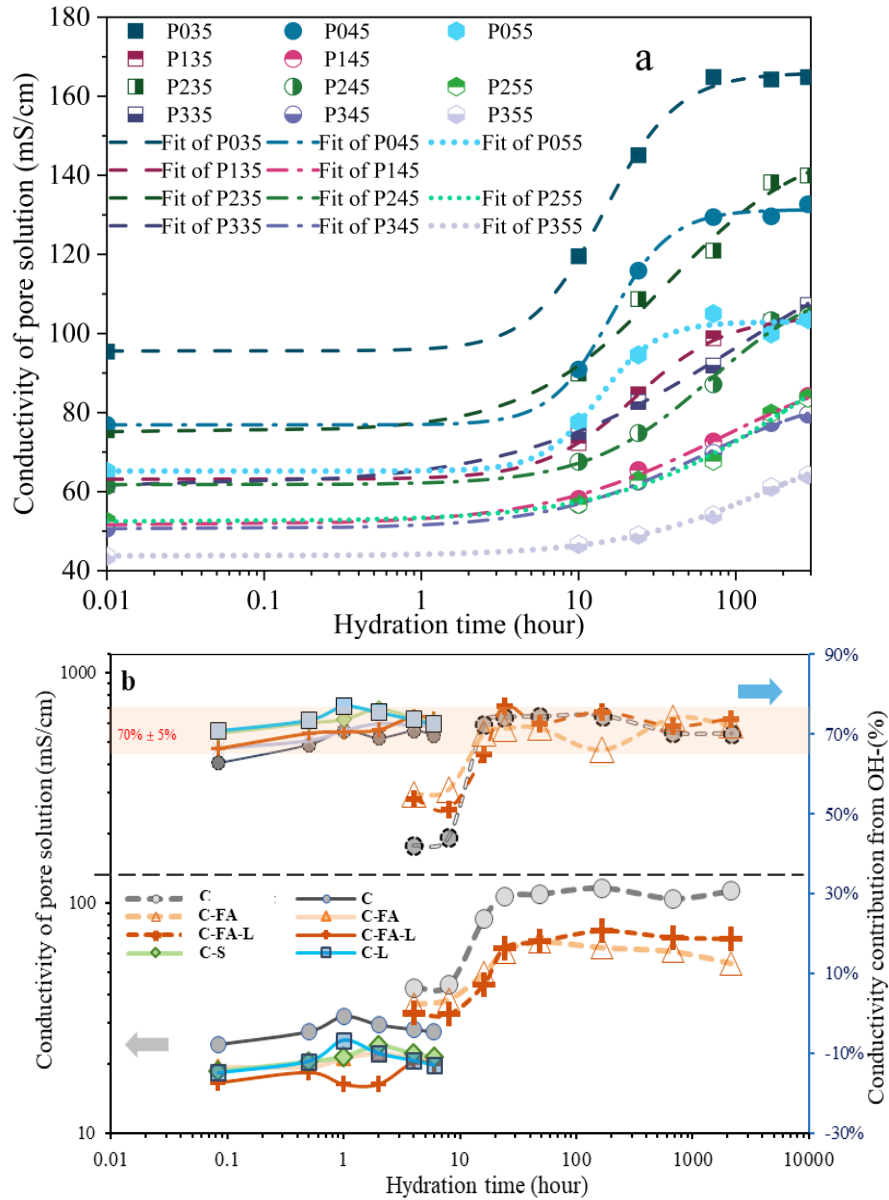 180
160
140
120
100
80
60
40
Conductivity of pore solution (mS/cm)
a
P035 P045 P055
P135 P145
P235 P245 P255
P335 P345 P355
Fit of P035 Fit of P045 Fit of P055
Fit of P135 Fit of P145
Fit of P235 Fit of P245 Fit of P255
Fit of P335 Fit of P345 Fit of P355
0.01 0.1 1 10 100
Hydration time (hour)
b
1000
100
10
Conductivity of pore solution (mS/cm)
70% ± 5%
C C
C-FA C-FA
C-FA-L C-FA-L
C-S C-L
90%
70%
50%
30%
10%
-10%
-30%
Conductivity contribution from OH-(%)
0.01 0.1 1 10 100 1000 10000
Hydration time (hour)